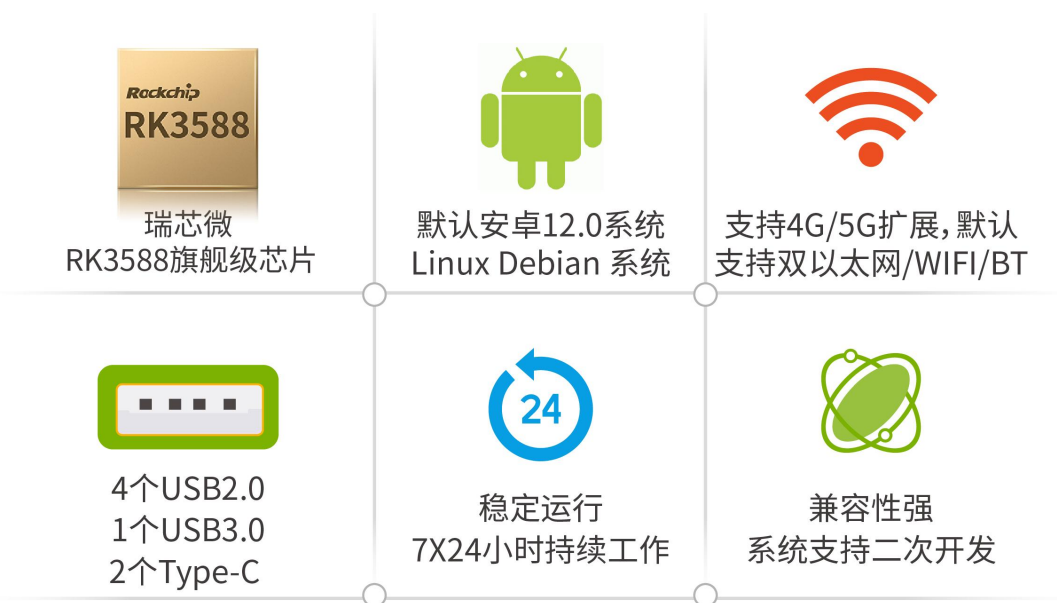 Rockchip
RK3588
瑞芯微
RK3588旗舰级芯片
默认安卓12.0系统
Linux Debian 系统
支持4G/5G扩展,默认
支持双以太网/WIFI/BT
4个USB2.0
1个USB3.0
2个Type-C
24
稳定运行
7X24小时持续工作
兼容性强
系统支持二次开发